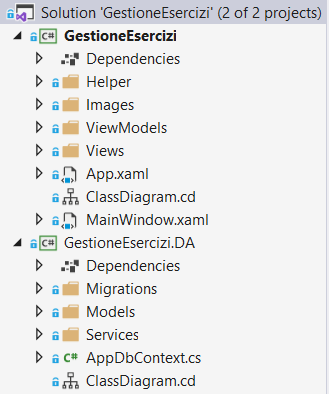 Solution 'GestioneEsercizi' (2 of 2 projects)
C# GestioneEsercizi
Dependencies
Helper
Images
ViewModels
Views
App.xaml
ClassDiagram.cd
MainWindow.xaml
C# GestioneEsercizi.DA
Dependencies
Migrations
Models
Services
C# AppDbContext.cs
ClassDiagram.cd